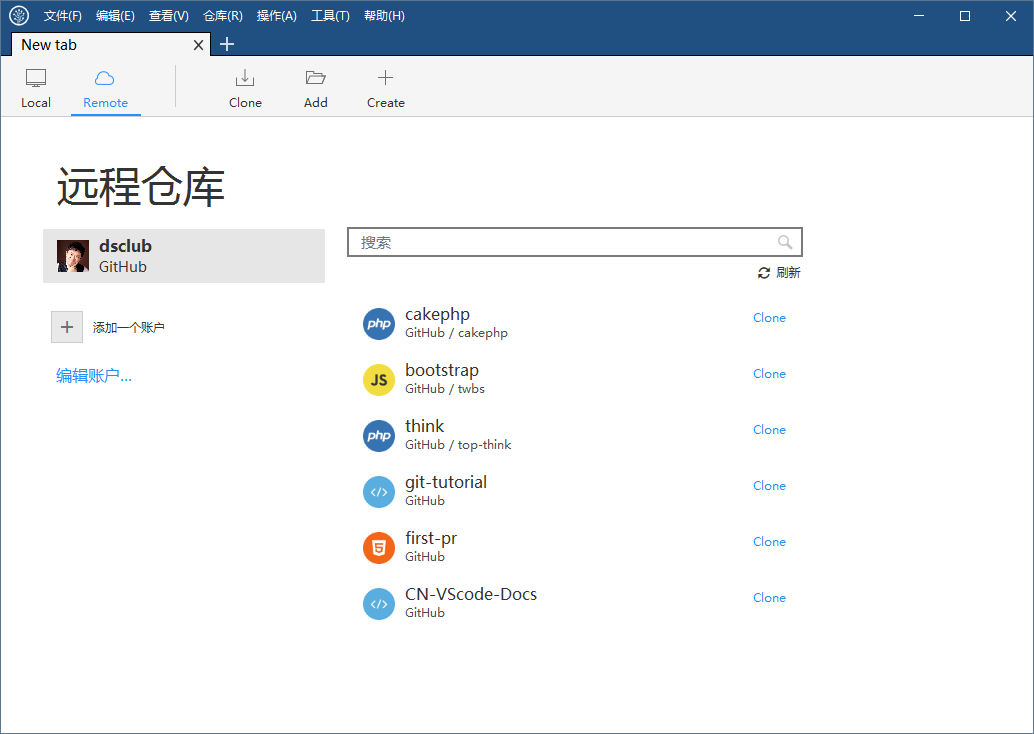 文件(F) 编辑(E) 查看(V) 仓库(R) 操作(A) 工具(T) 帮助(H)
New tab
Local Remote Clone Add Create
远程仓库
dsclub
GitHub
添加一个账户
编辑账户...
搜索
刷新
php cakephp Clone
GitHub / cakephp
JS bootstrap Clone
GitHub / twbs
php think Clone
GitHub / top-think
</> git-tutorial Clone
GitHub
5 first-pr Clone
GitHub
</> CN-VScode-Docs Clone
GitHub